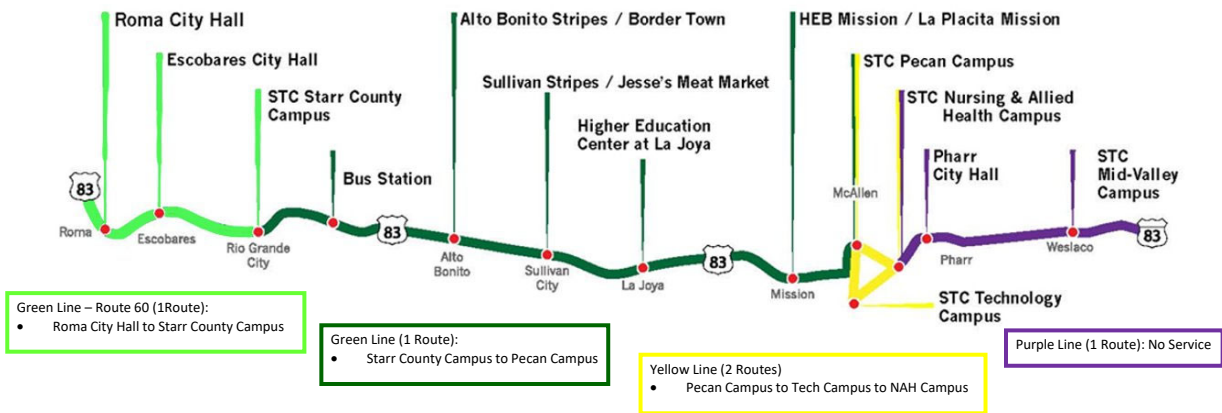 Roma City Hall
Escobares City Hall
STC Starr County
Campus
Bus Station
Alto Bonito Stripes / Border Town
Sullivan Stripes / Jesse's Meat Market
Higher Education
Center at La Joya
HEB Mission / La Placita Mission
STC Pecan Campus
STC Nursing & Allied
Health Campus
Pharr
City Hall
STC
Mid-Valley
Campus
McAllen
83
Roma
Escobares
Rio Grande
City
83
Alto
Bonito
Sullivan
City
La Joya
83
Mission
Pharr
Weslaco
83
STC Technology
Campus
Green Line – Route 60 (1Route):
• Roma City Hall to Starr County Campus
Green Line (1 Route):
• Starr County Campus to Pecan Campus
Yellow Line (2 Routes)
• Pecan Campus to Tech Campus to NAH Campus
Purple Line (1 Route): No Service